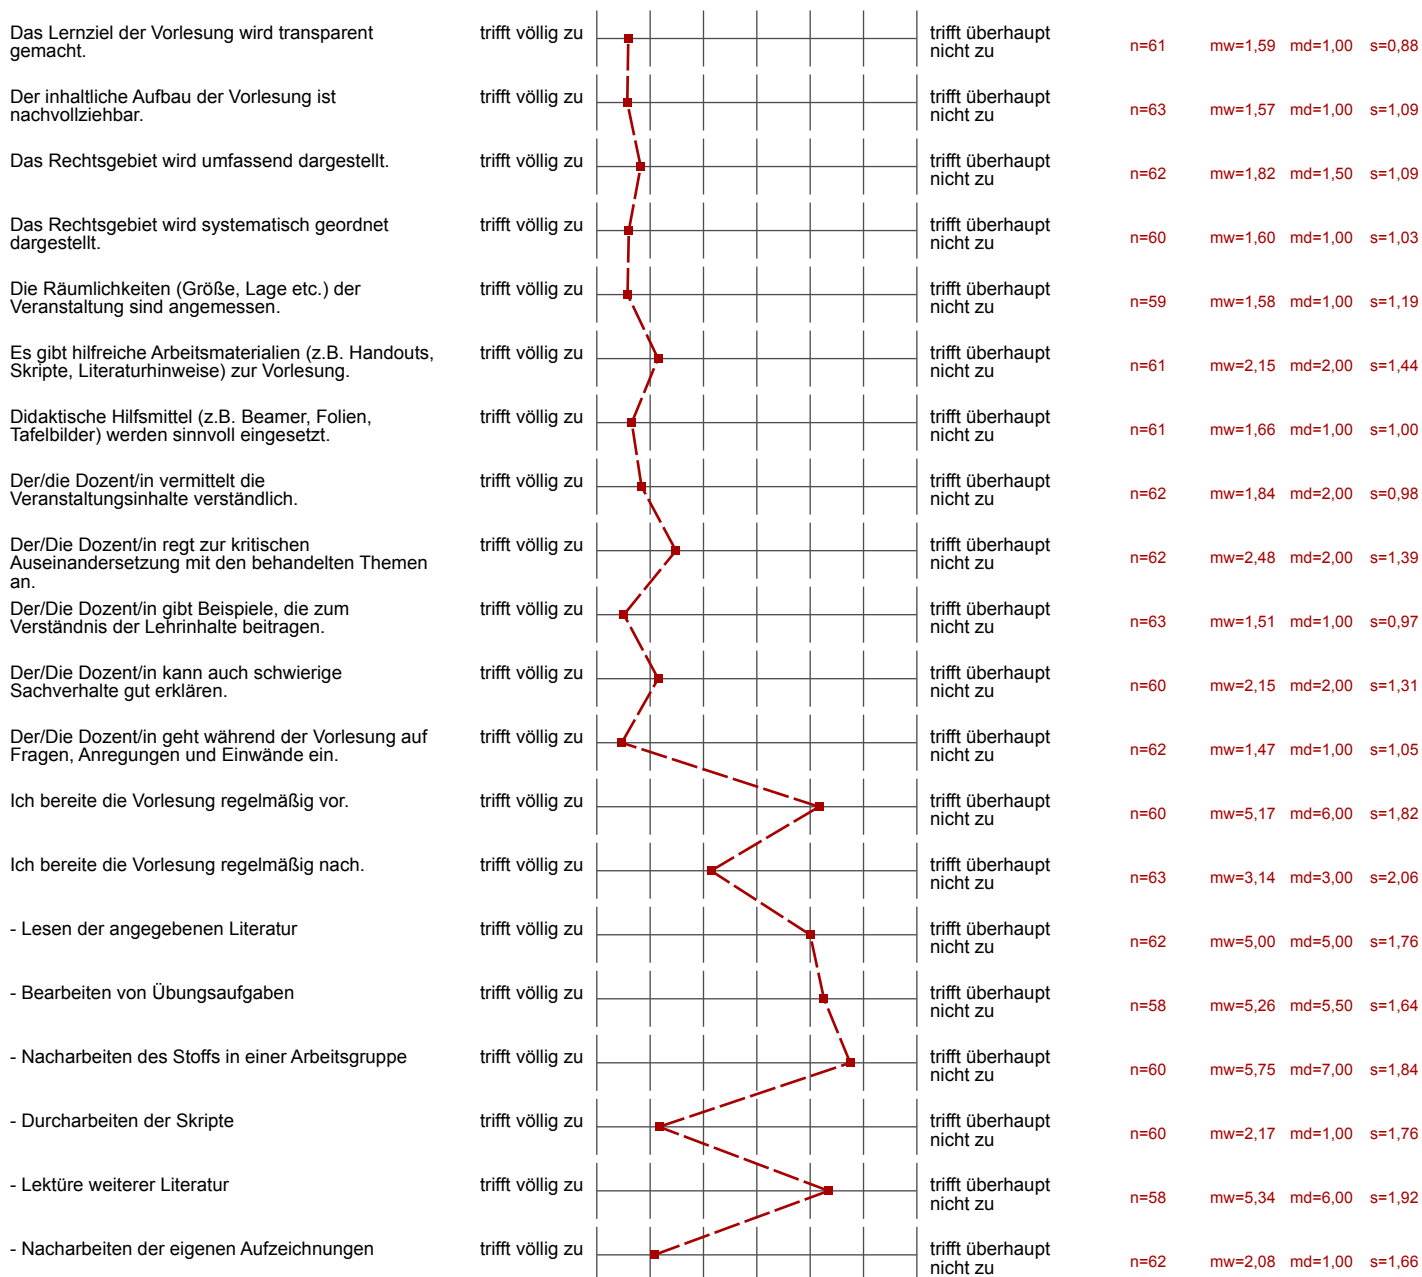 Das Lernziel der Vorlesung wird transparent
gemacht.
trifft völlig zu
trifft überhaupt
nicht zu
n=61 mw=1,59 md=1,00 s=0,88
Der inhaltliche Aufbau der Vorlesung ist
nachvollziehbar.
trifft völlig zu
trifft überhaupt
nicht zu
n=63 mw=1,57 md=1,00 s=1,09
Das Rechtsgebiet wird umfassend dargestellt.
trifft völlig zu
trifft überhaupt
nicht zu
n=62 mw=1,82 md=1,50 s=1,09
Das Rechtsgebiet wird systematisch geordnet
dargestellt.
trifft völlig zu
trifft überhaupt
nicht zu
n=60 mw=1,60 md=1,00 s=1,03
Die Räumlichkeiten (Größe, Lage etc.) der
Veranstaltung sind angemessen.
trifft völlig zu
trifft überhaupt
nicht zu
n=59 mw=1,58 md=1,00 s=1,19
Es gibt hilfreiche Arbeitsmaterialien (z.B. Handouts,
Skripte, Literaturhinweise) zur Vorlesung.
trifft völlig zu
trifft überhaupt
nicht zu
n=61 mw=2,15 md=2,00 s=1,44
Didaktische Hilfsmittel (z.B. Beamer, Folien,
Tafelbilder) werden sinnvoll eingesetzt.
trifft völlig zu
trifft überhaupt
nicht zu
n=61 mw=1,66 md=1,00 s=1,00
Der/die Dozent/in vermittelt die
Veranstaltungsinhalte verständlich.
trifft völlig zu
trifft überhaupt
nicht zu
n=62 mw=1,84 md=2,00 s=0,98
Der/Die Dozent/in regt zur kritischen
Auseinandersetzung mit den behandelten Themen
an.
trifft völlig zu
trifft überhaupt
nicht zu
n=62 mw=2,48 md=2,00 s=1,39
Der/Die Dozent/in gibt Beispiele, die zum
Verständnis der Lehrinhalte beitragen.
trifft völlig zu
trifft überhaupt
nicht zu
n=63 mw=1,51 md=1,00 s=0,97
Der/Die Dozent/in kann auch schwierige
Sachverhalte gut erklären.
trifft völlig zu
trifft überhaupt
nicht zu
n=60 mw=2,15 md=2,00 s=1,31
Der/Die Dozent/in geht während der Vorlesung auf
Fragen, Anregungen und Einwände ein.
trifft völlig zu
trifft überhaupt
nicht zu
n=62 mw=1,47 md=1,00 s=1,05
Ich bereite die Vorlesung regelmäßig vor.
trifft völlig zu
trifft überhaupt
nicht zu
n=60 mw=5,17 md=6,00 s=1,82
Ich bereite die Vorlesung regelmäßig nach.
trifft völlig zu
trifft überhaupt
nicht zu
n=63 mw=3,14 md=3,00 s=2,06
- Lesen der angegebenen Literatur
trifft völlig zu
trifft überhaupt
nicht zu
n=62 mw=5,00 md=5,00 s=1,76
- Bearbeiten von Übungsaufgaben
trifft völlig zu
trifft überhaupt
nicht zu
n=58 mw=5,26 md=5,50 s=1,64
- Nacharbeiten des Stoffs in einer Arbeitsgruppe
trifft völlig zu
trifft überhaupt
nicht zu
n=60 mw=5,75 md=7,00 s=1,84
- Durcharbeiten der Skripte
trifft völlig zu
trifft überhaupt
nicht zu
n=60 mw=2,17 md=1,00 s=1,76
- Lektüre weiterer Literatur
trifft völlig zu
trifft überhaupt
nicht zu
n=58 mw=5,34 md=6,00 s=1,92
- Nacharbeiten der eigenen Aufzeichnungen
trifft völlig zu
trifft überhaupt
nicht zu
n=62 mw=2,08 md=1,00 s=1,66